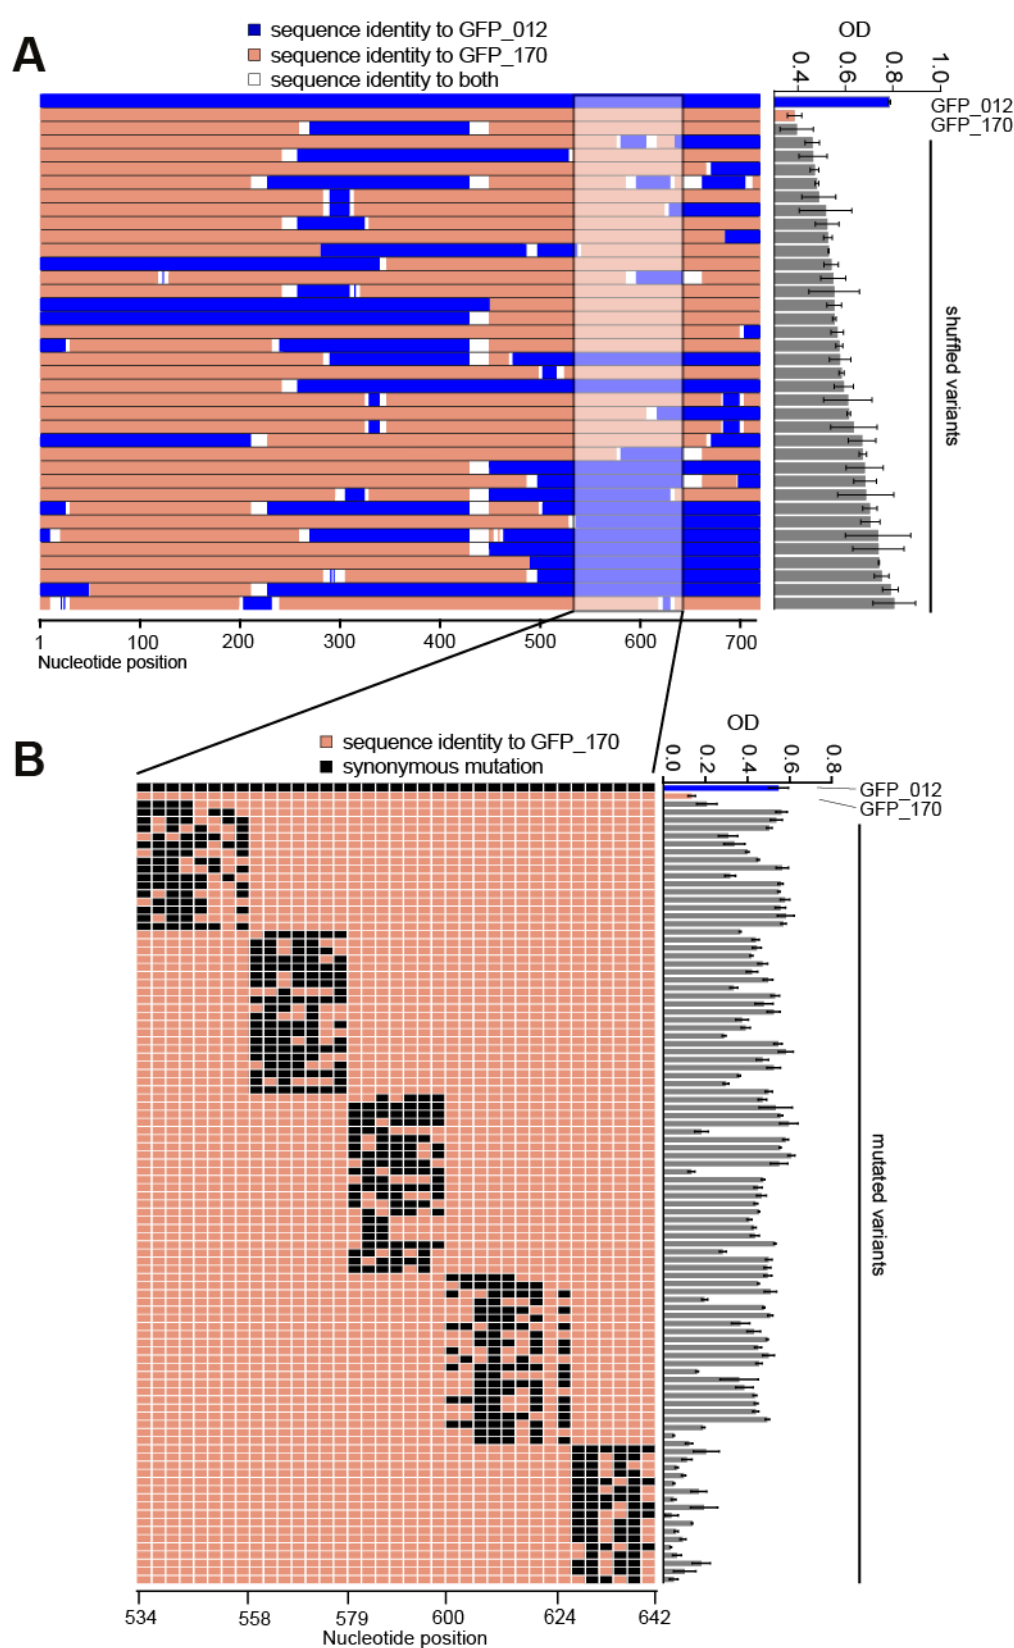 A
sequence identity to GFP_012
sequence identity to GFP_170
sequence identity to both
OD
0.4 0.6 0.8 1.0
GFP_012
GFP_170
shuffled variants
1 100 200 300 400 500 600 700
Nucleotide position
B
sequence identity to GFP_170
synonymous mutation
OD
0.0 0.2 0.4 0.6 0.8
GFP_012
GFP_170
mutated variants
534 558 579 600 624 642
Nucleotide position